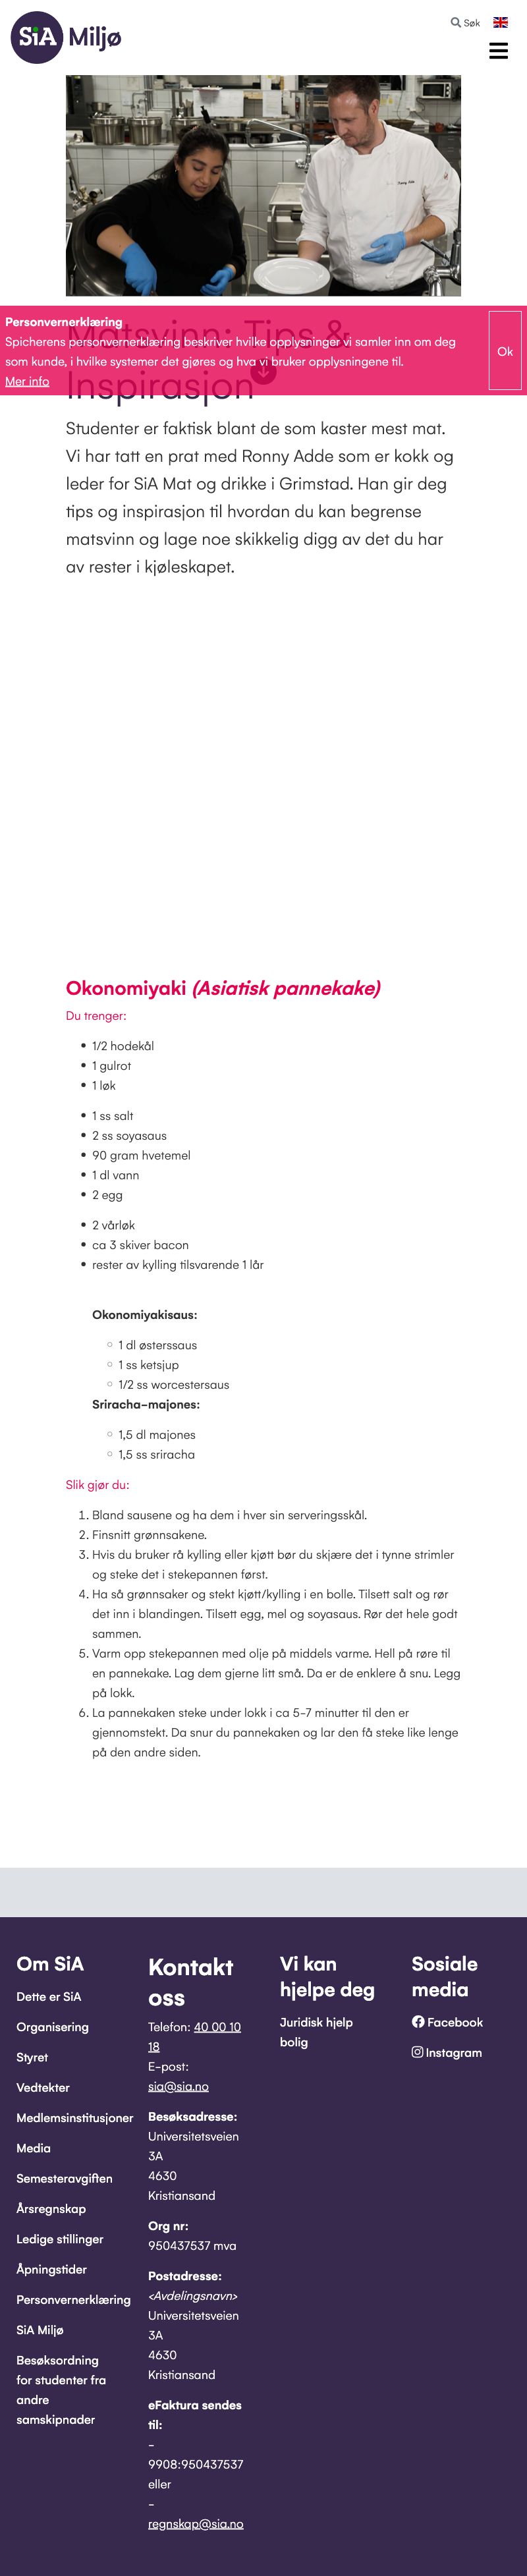 SiA Miljø
Søk
Personvernerklæring
Spicherens personvernerklæring beskriver hvilke opplysninger vi samler inn om deg
som kunde, i hvilke systemer det gjøres og hva vi bruker opplysningene til.
Mer info
Ok
Matsvinn: Tips &
Inspirasjon
Studenter er faktisk blant de som kaster mest mat.
Vi har tatt en prat med Ronny Adde som er kokk og
leder for SiA Mat og drikke i Grimstad. Han gir deg
tips og inspirasjon til hvordan du kan begrense
matsvinn og lage noe skikkelig digg av det du har
av rester i kjøleskapet.
Okonomiyaki (Asiatisk pannekake)
Du trenger:
• 1/2 hodekål
• 1 gulrot
• 1 løk
• 1 ss salt
• 2 ss soyasaus
• 90 gram hvetemel
• 1 dl vann
• 2 egg
• 2 vårløk
• ca 3 skiver bacon
• rester av kylling tilsvarende 1 lår
Okonomiyakisaus:
◦ 1 dl østerssaus
◦ 1 ss ketsjup
◦ 1/2 ss worcestersaus
Sriracha-majones:
◦ 1,5 dl majones
◦ 1,5 ss sriracha
Slik gjør du:
1. Bland sausene og ha dem i hver sin serveringsskål.
2. Finsnitt grønnsakene.
3. Hvis du bruker rå kylling eller kjøtt bør du skjære det i tynne strimler
og steke det i stekepannen først.
4. Ha så grønnsaker og stekt kjøtt/kylling i en bolle. Tilsett salt og rør
det inn i blandingen. Tilsett egg, mel og soyasaus. Rør det hele godt
sammen.
5. Varm opp stekepannen med olje på middels varme. Hell på røre til
en pannekake. Lag dem gjerne litt små. Da er de enklere å snu. Legg
på lokk.
6. La pannekaken steke under lokk i ca 5-7 minutter til den er
gjennomstekt. Da snur du pannekaken og lar den få steke like lenge
på den andre siden.
Om SiA
Dette er SiA
Organisering
Styret
Vedtekter
Medlemsinstitusjoner
Media
Semesteravgiften
Årsregnskap
Ledige stillinger
Åpningstider
Personvernerklæring
SiA Miljø
Besøksordning
for studenter fra
andre
samskipnader
Kontakt
oss
Telefon: 40 00 10
18
E-post:
sia@sia.no
Besøksadresse:
Universitetsveien
3A
4630
Kristiansand
Org nr:
950437537 mva
Postadresse:
<Avdelingsnavn>
Universitetsveien
3A
4630
Kristiansand
eFaktura sendes
til:
-
9908:950437537
eller
-
regnskap@sia.no
Vi kan
hjelpe deg
Juridisk hjelp
bolig
Sosiale
media
Facebook
Instagram